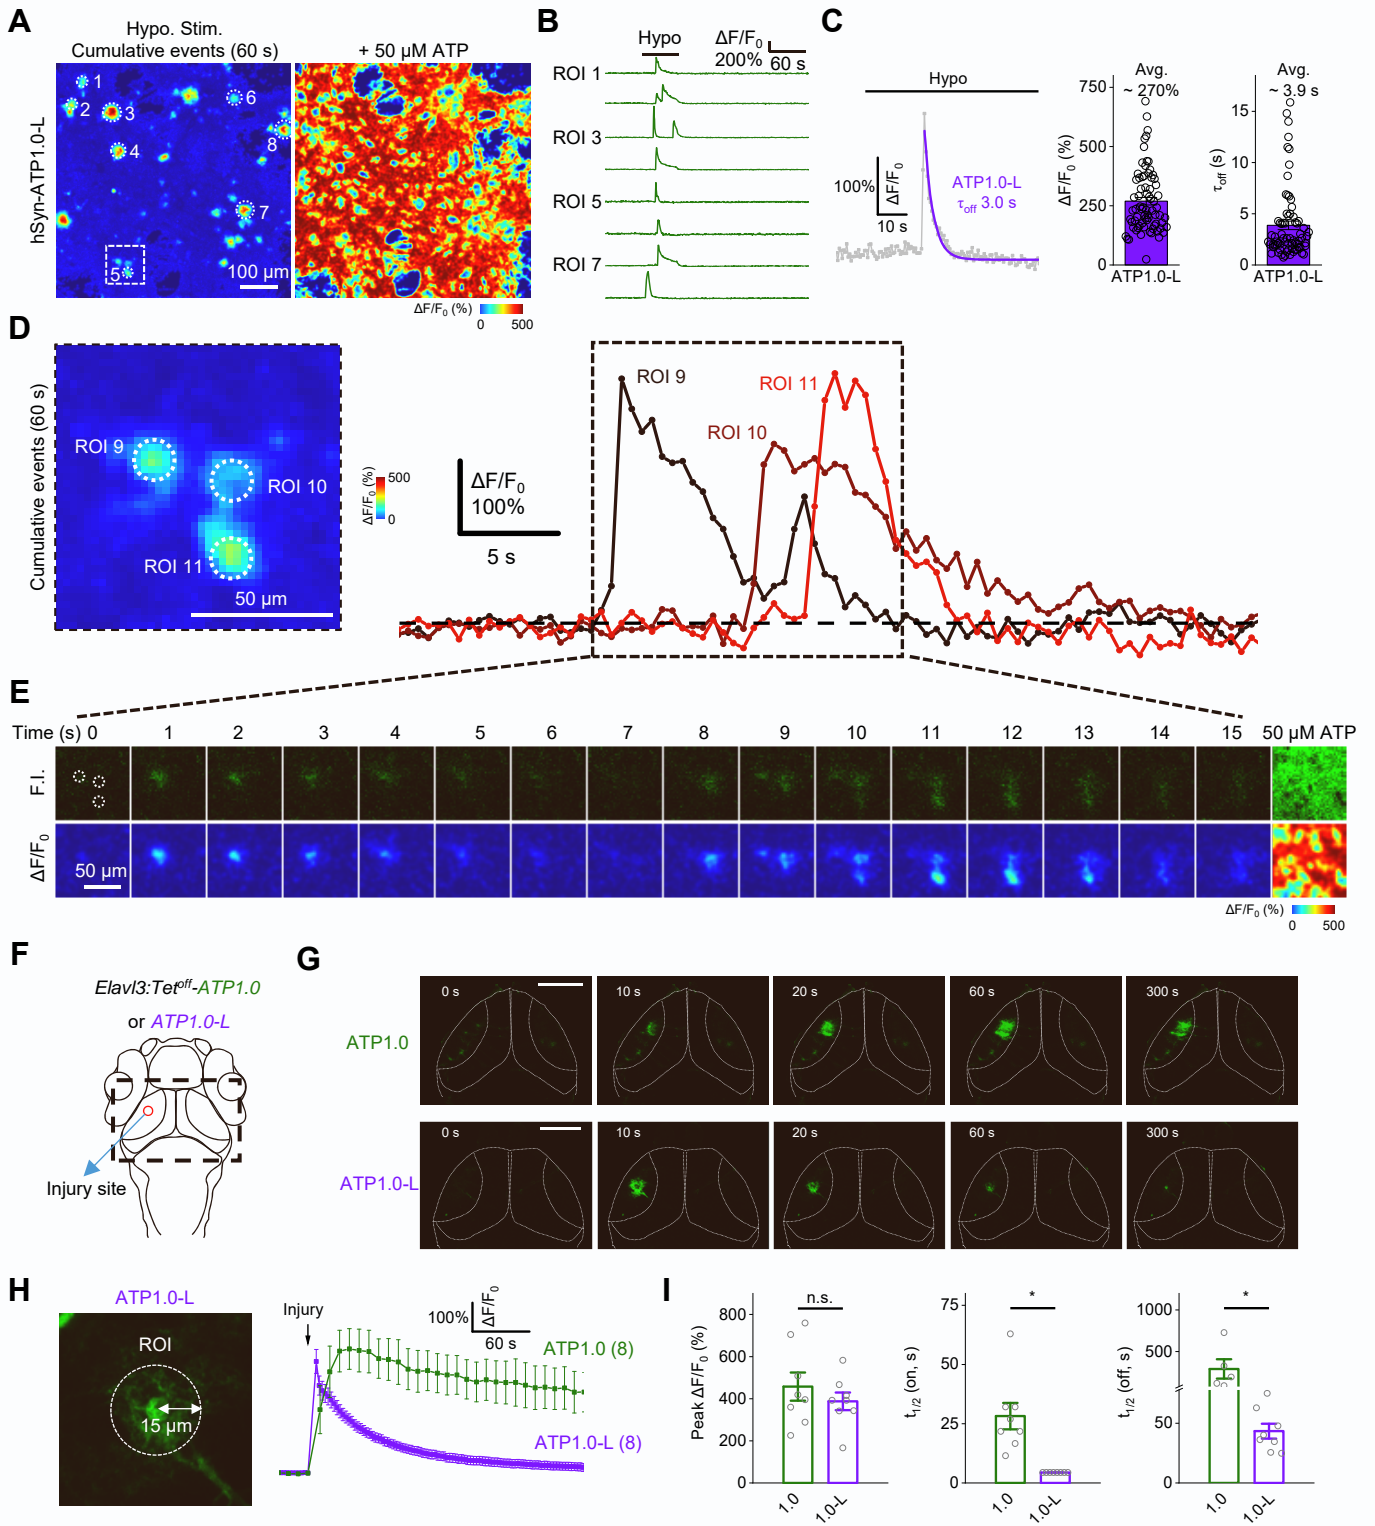 A
Hypo. Stim.
Cumulative events (60 s)
+ 50 µM ATP
hSyn-ATP1.0-L
1
2
3
4
5
6
7
8
100 µm
ΔF/F0 (%)
0 500
B
Hypo
ΔF/F0
200%
60 s
ROI 1
ROI 3
ROI 5
ROI 7
C
Hypo
100%
ΔF/F0
10 s
ATP1.0-L
τoff 3.0 s
Avg.
~ 270%
ΔF/F0 (%)
750
500
250
0
ATP1.0-L
Avg.
~ 3.9 s
τoff (s)
15
10
5
0
ATP1.0-L
D
Cumulative events (60 s)
ROI 9
ROI 10
ROI 11
50 µm
ΔF/F0 (%)
500
0
ΔF/F0
100%
5 s
ROI 9
ROI 10
ROI 11
E
Time (s) 0 1 2 3 4 5 6 7 8 9 10 11 12 13 14 15 50 µM ATP
F.I.
ΔF/F0
50 µm
ΔF/F0 (%)
0 500
F
Elavl3:Tetoff-ATP1.0
or ATP1.0-L
Injury site
G
ATP1.0
0 s 10 s 20 s 60 s 300 s
ATP1.0-L
0 s 10 s 20 s 60 s 300 s
H
ATP1.0-L
ROI
15 µm
Injury
100%
ΔF/F0
60 s
ATP1.0 (8)
ATP1.0-L (8)
I
Peak ΔF/F0 (%)
800
600
400
200
0
n.s.
1.0
1.0-L
t1/2 (on, s)
75
50
25
0
*
1.0
1.0-L
t1/2 (off, s)
1000
500
50
0
*
1.0
1.0-L